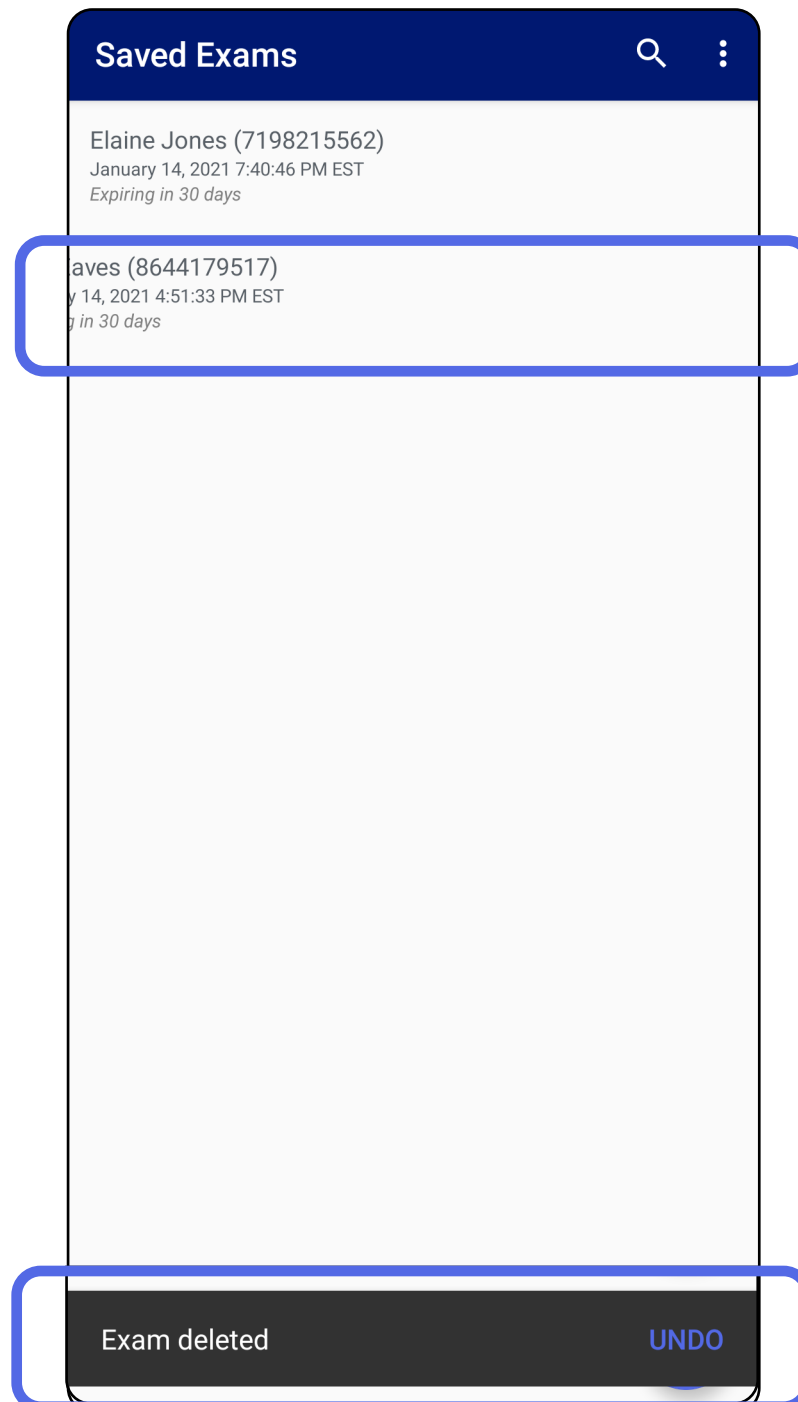 Saved Exams
Elaine Jones (7198215562)
January 14, 2021 7:40:46 PM EST
Expiring in 30 days
aves (8644179517)
y 14, 2021 4:51:33 PM EST
g in 30 days
Exam deleted UNDO